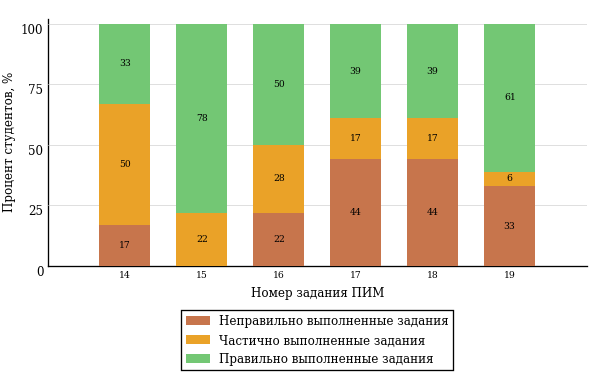 Процент студентов, %
100
75
50
25
0
33 78 50 39 39 61
50 22 28 17 17 6
17 22 44 44 33
14 15 16 17 18 19
Номер задания ПИМ
Неправильно выполненные задания
Частично выполненные задания
Правильно выполненные задания